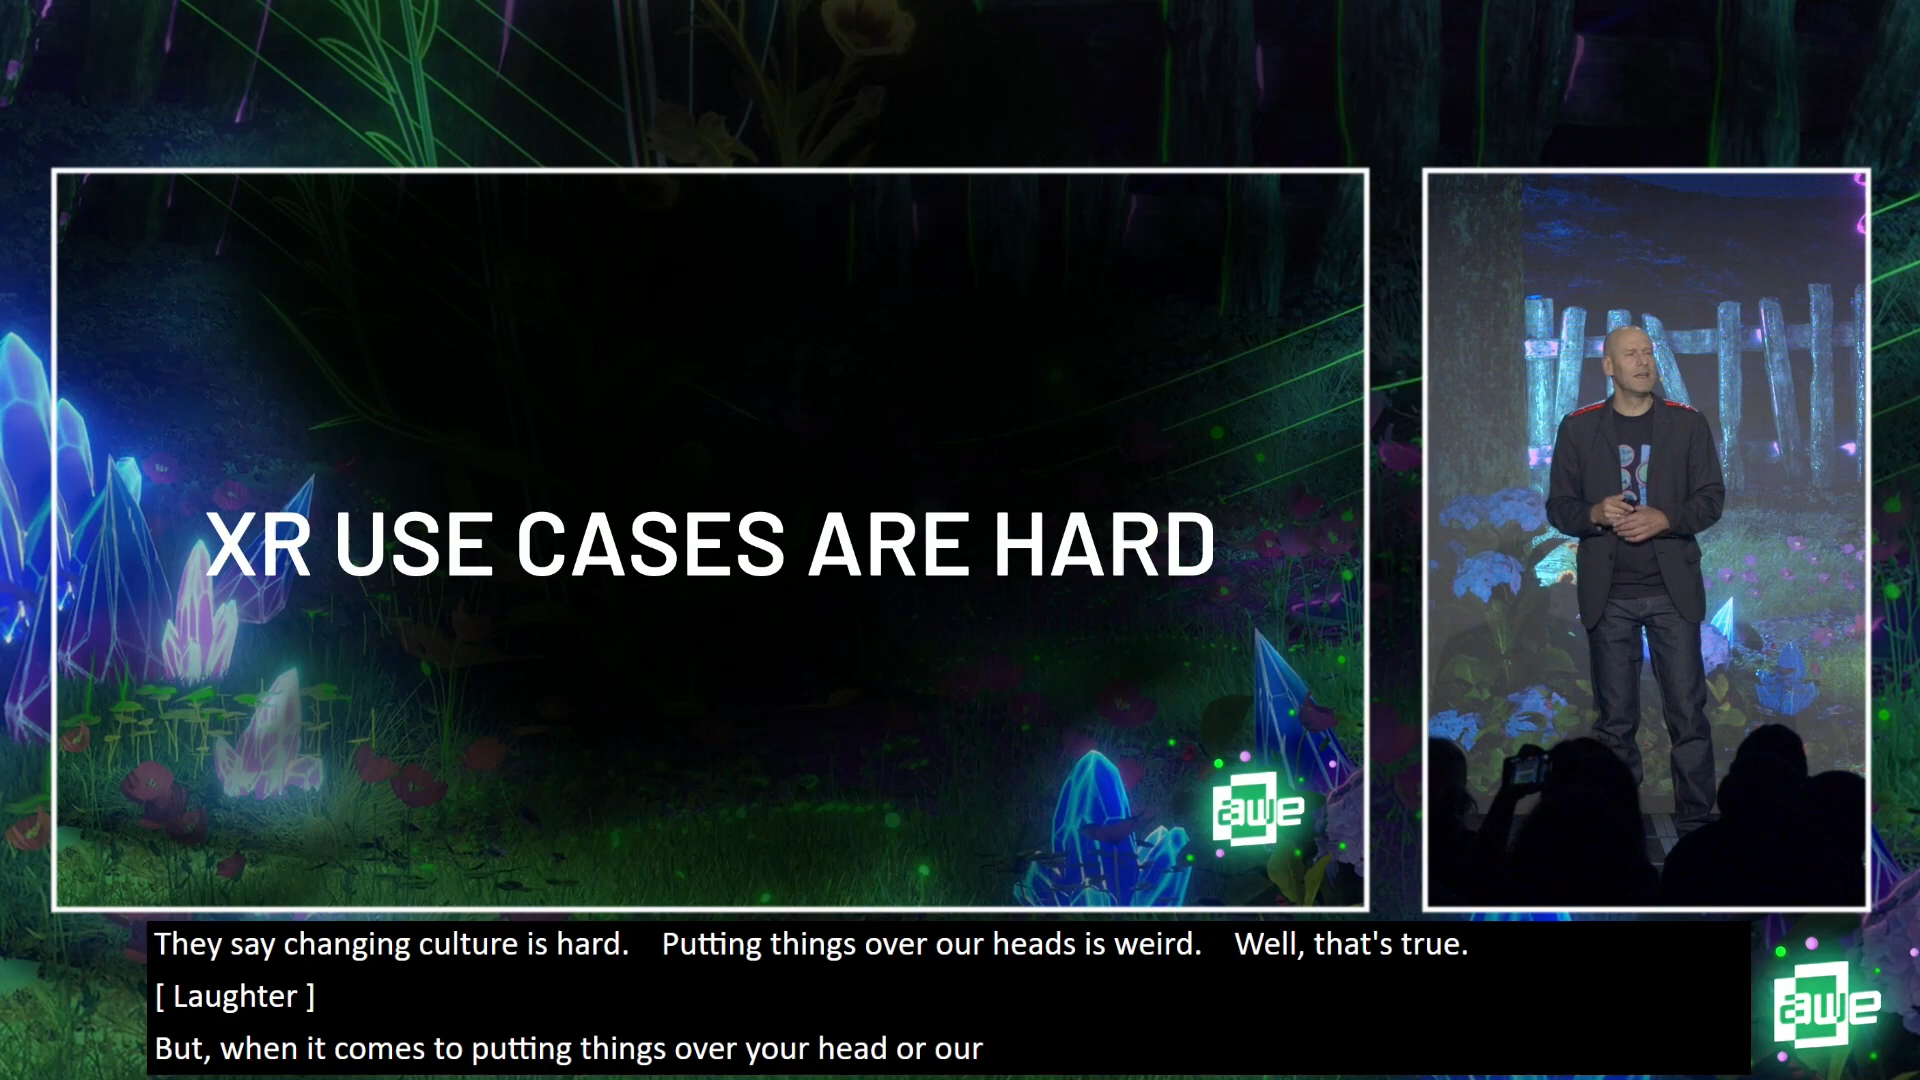 XR USE CASES ARE HARD
awe
They say changing culture is hard. Putting things over our heads is weird. Well, that's true.
[ Laughter ]
But, when it comes to putting things over your head or our
awe